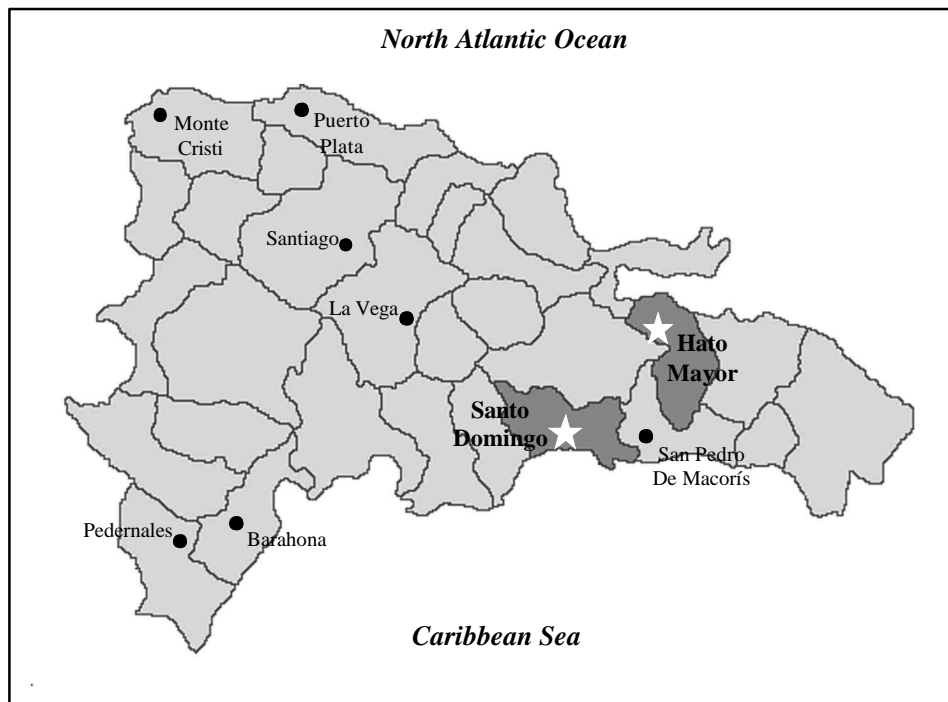 North Atlantic Ocean
Monte
Cristi
Puerto
Plata
Santiago
La Vega
Hato
Mayor
Santo
Domingo
San Pedro
De Macorís
Pedernales
Barahona
Caribbean Sea